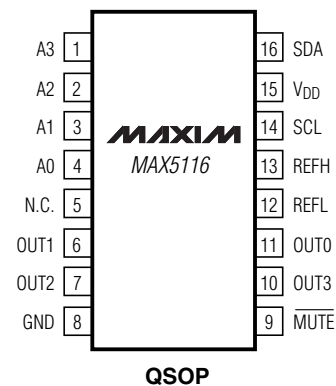 A3 1 16 SDA
A2 2 15 VDD
A1 3 MAXIM 14 SCL
A0 4 MAX5116 13 REFH
N.C. 5 12 REFL
OUT1 6 11 OUT0
OUT2 7 10 OUT3
GND 8 9 MUTE
QSOP